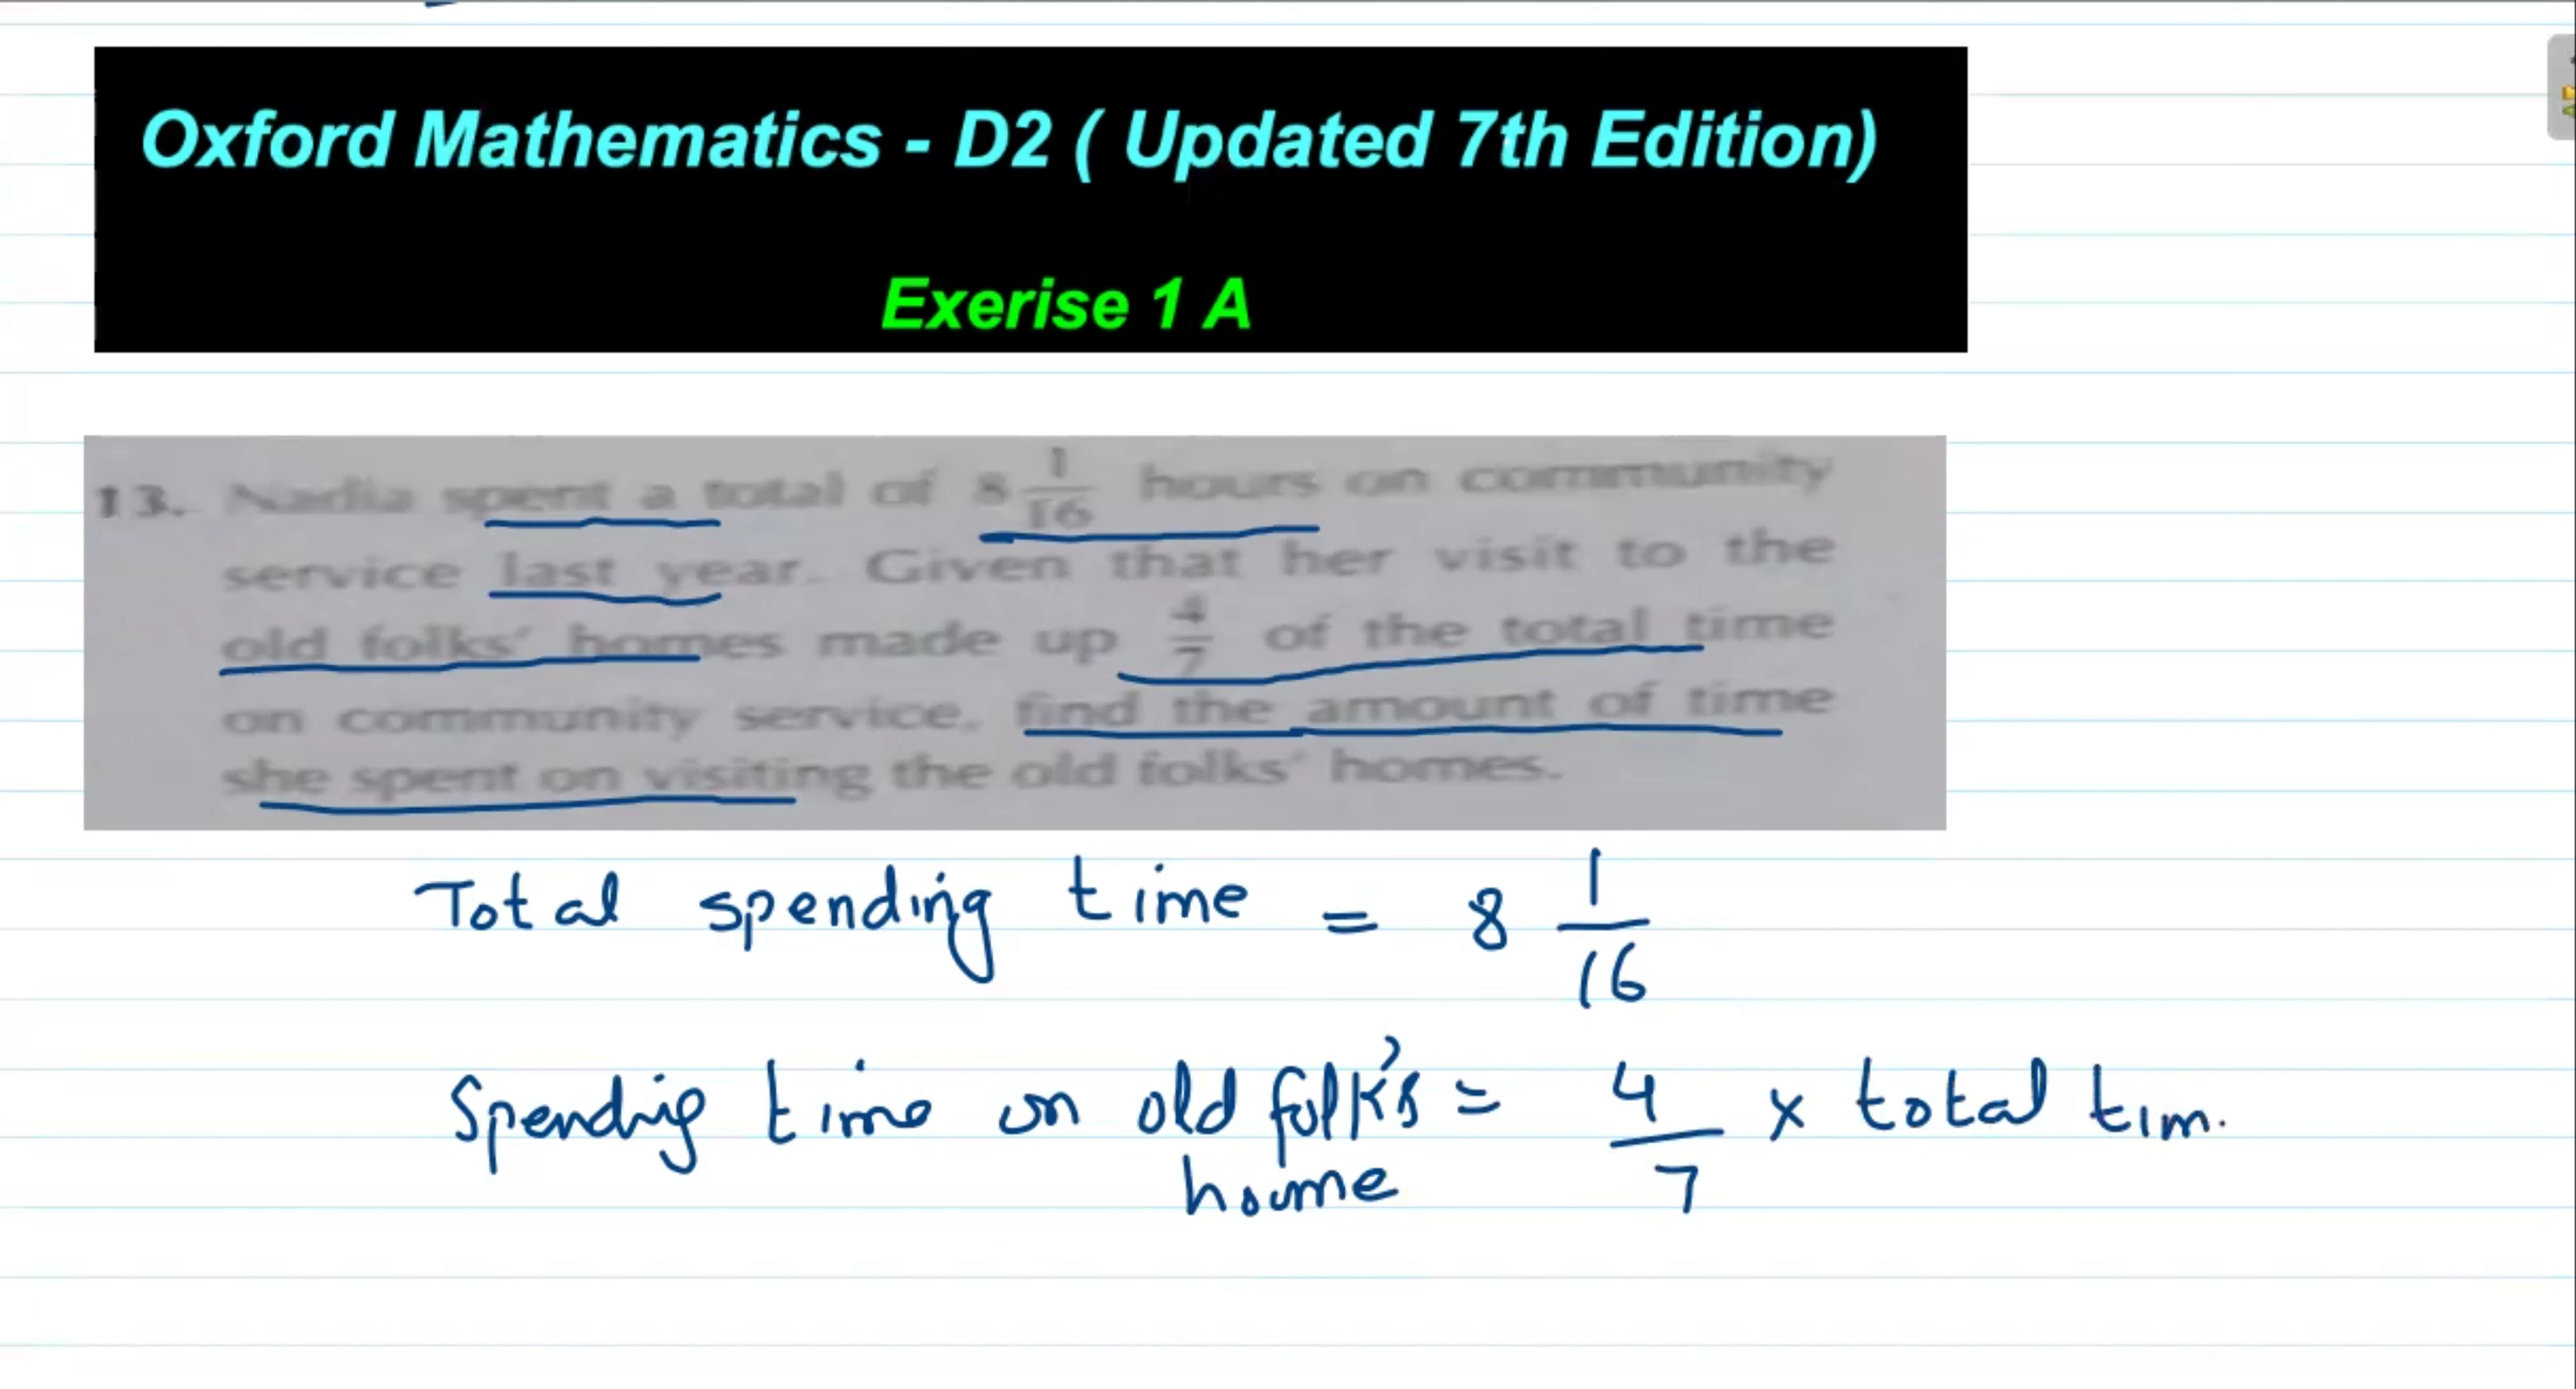 Oxford Mathematics - D2 ( Updated 7th Edition)
Exerise 1 A
13. Nadia spent a total of 8 1/16 hours on community
service last year. Given that her visit to the
old folks' homes made up 4/7 of the total time
on community service, find the amount of time
she spent on visiting the old folks' homes.
Total spending time = 8 1/16
Spending time on old folk's = 4/7 x total tim.
home